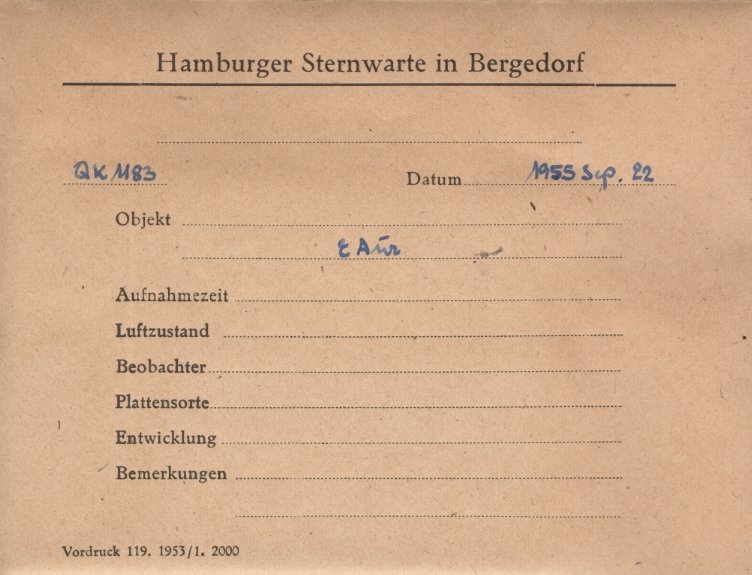 Hamburger Sternwarte in Bergedorf
QK 1183 Datum 1955 Sep. 22
Objekt
ε Aur
Aufnahmezeit
Luftzustand
Beobachter
Plattensorte
Entwicklung
Bemerkungen
Vordruck 119. 1953/1. 2000